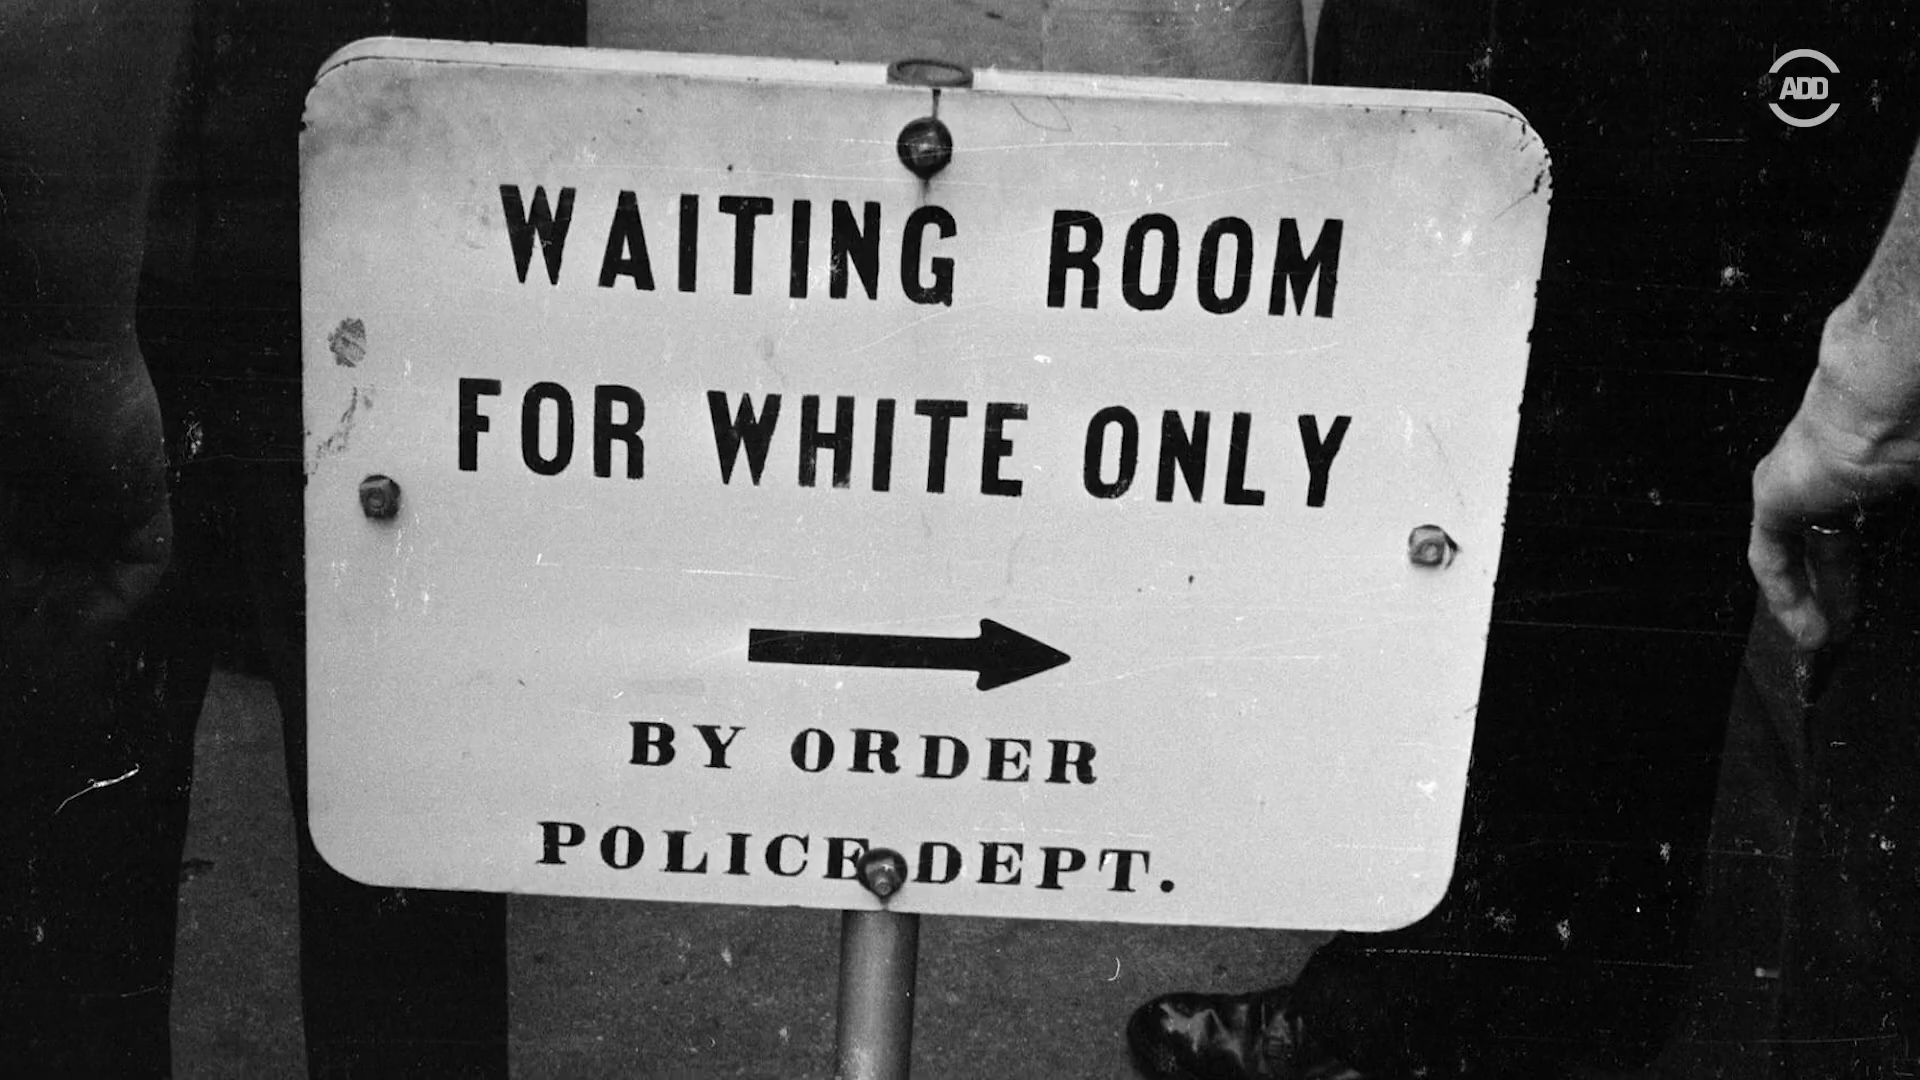 ADD
WAITING ROOM
FOR WHITE ONLY
BY ORDER
POLICE DEPT.